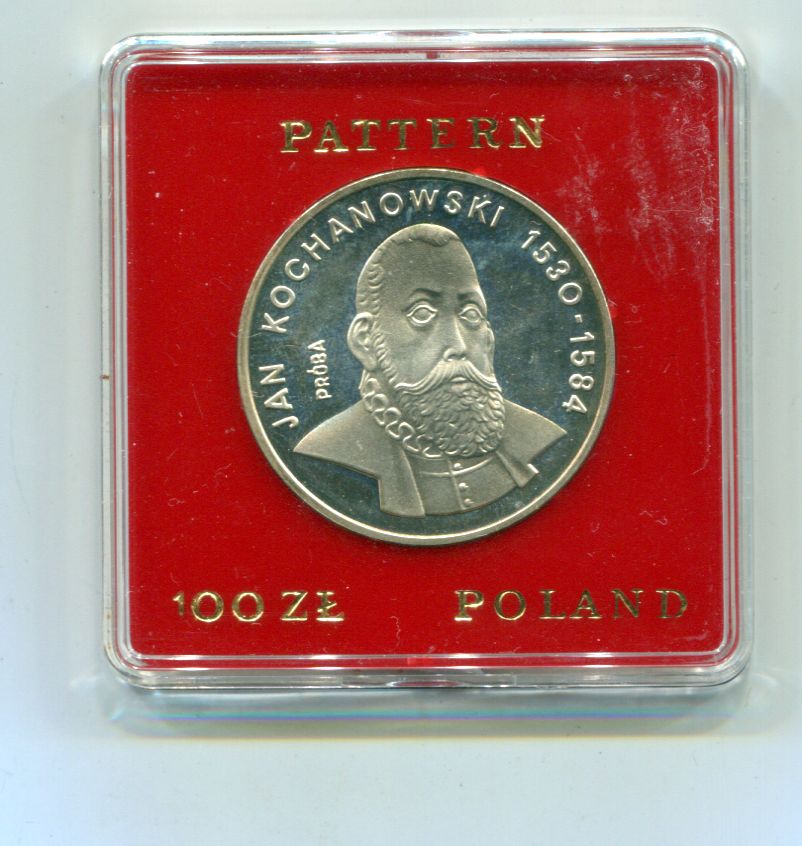 PATTERN
JAN KOCHANOWSKI 1530-1584
PRÓBA
100 ZŁ POLAND